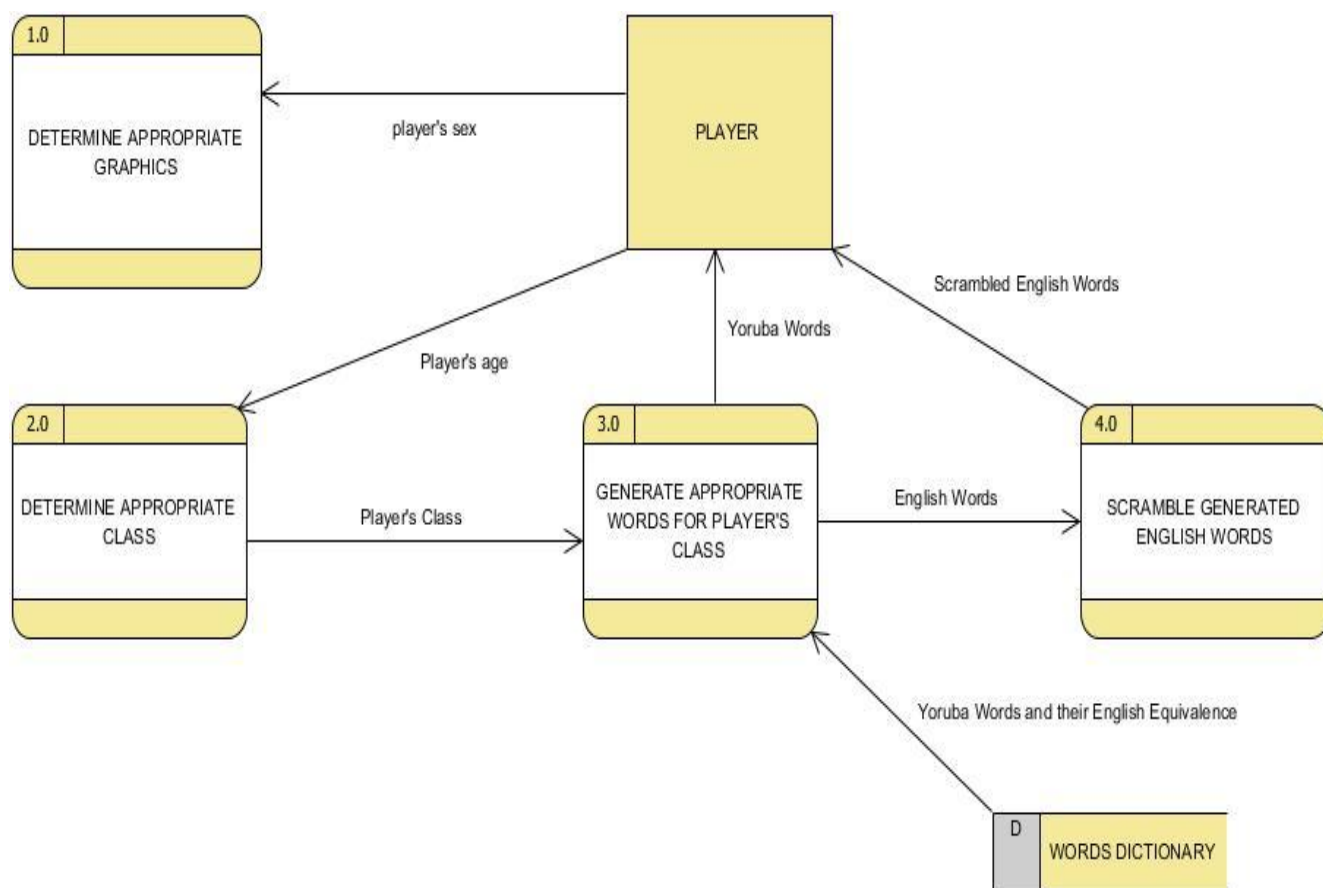 1.0
DETERMINE APPROPRIATE
GRAPHICS
player's sex
PLAYER
Scrambled English Words
Yoruba Words
Player's age
2.0
DETERMINE APPROPRIATE
CLASS
Player's Class
3.0
GENERATE APPROPRIATE
WORDS FOR PLAYER'S
CLASS
English Words
4.0
SCRAMBLE GENERATED
ENGLISH WORDS
Yoruba Words and their English Equivalence
D
WORDS DICTIONARY